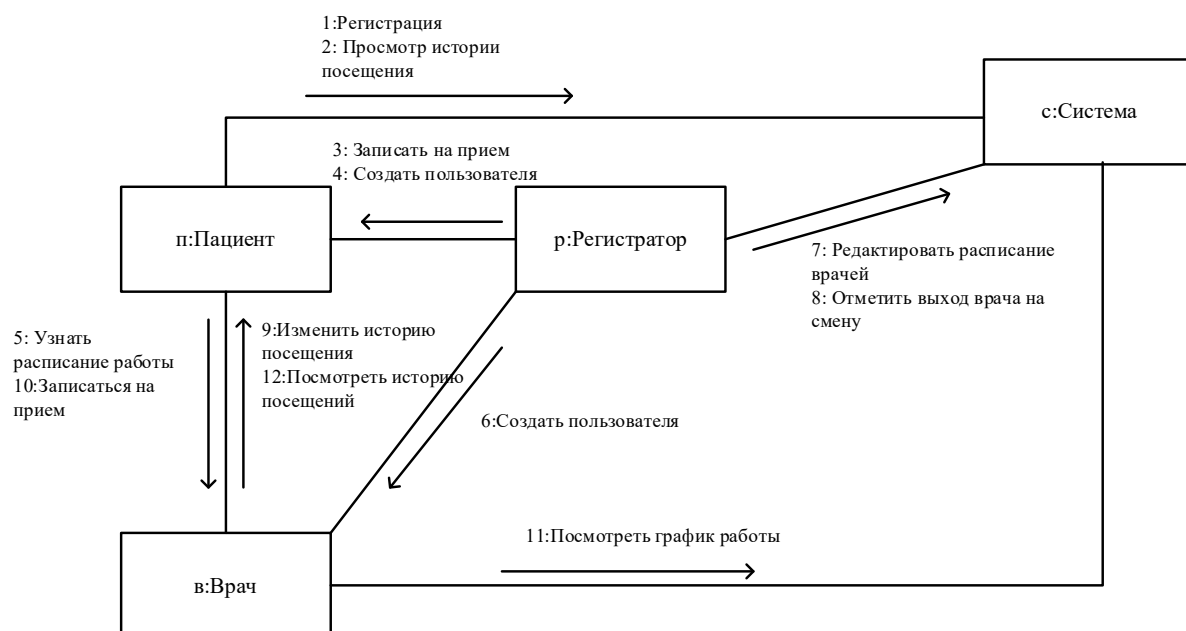 1:Регистрация
2: Просмотр истории
посещения
с:Система
3: Записать на прием
4: Создать пользователя
п:Пациент
р:Регистратор
7: Редактировать расписание
врачей
8: Отметить выход врача на
смену
5: Узнать
расписание работы
10:Записаться на
прием
9:Изменить историю
посещения
12:Посмотреть историю
посещений
6:Создать пользователя
11:Посмотреть график работы
в:Врач